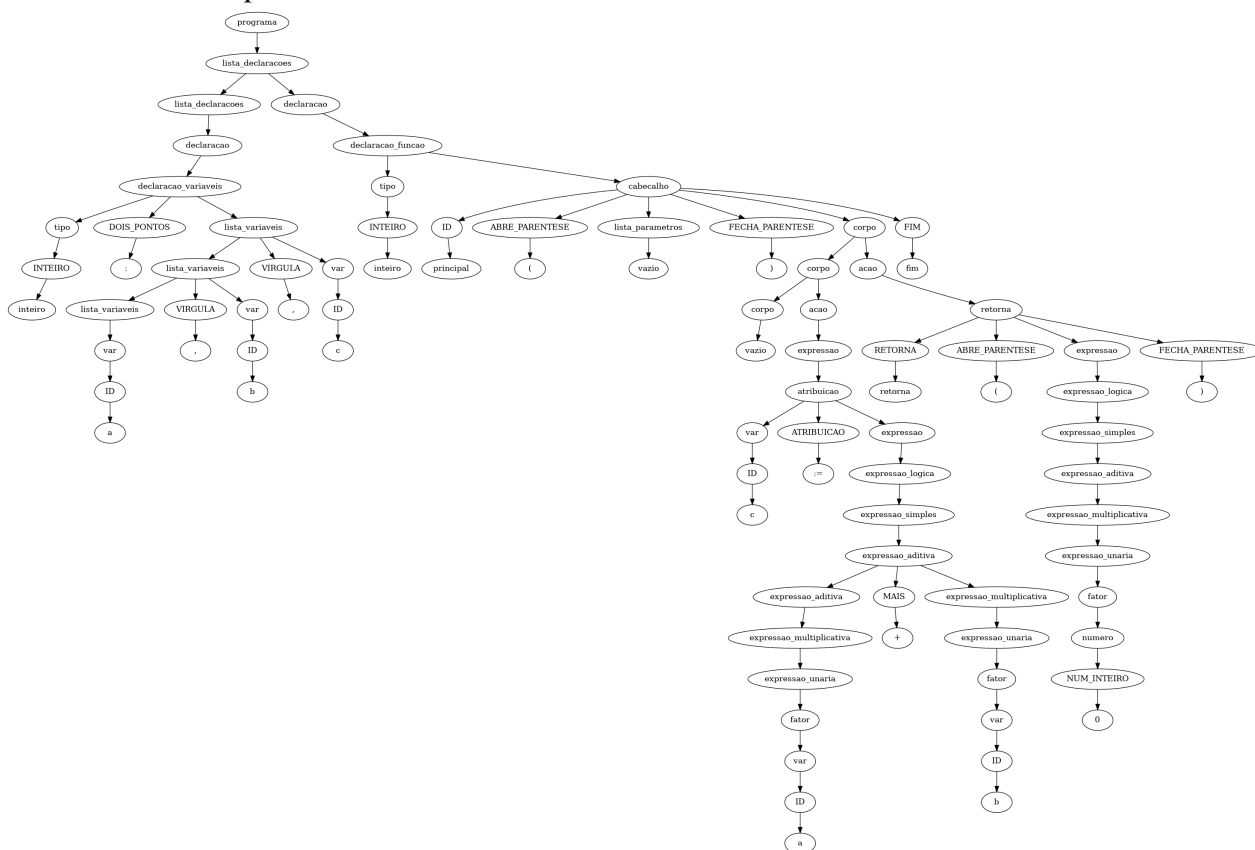 programa
lista_declaracoes
lista_declaracoes declaracao
declaracao declaracao_funcao
declaracao_variaveis tipo cabecalho
tipo DOIS_PONTOS lista_variaveis INTEIRO ID ABRE_PARENTESE lista_parametros FECHA_PARENTESE corpo FIM
INTEIRO : lista_variaveis VIRGULA var inteiro principal ( vazio ) corpo acao fim
inteiro lista_variaveis VIRGULA var , ID corpo acao retorna
var , ID c vazio expressao RETORNA ABRE_PARENTESE expressao FECHA_PARENTESE
ID b atribuicao retorna ( expressao_logica )
a var ATRIBUICAO expressao expressao_simples
ID := expressao_logica expressao_aditiva
c expressao_simples expressao_multiplicativa
expressao_aditiva expressao_unaria
expressao_aditiva MAIS expressao_multiplicativa fator
expressao_multiplicativa + expressao_unaria numero
expressao_unaria fator NUM_INTEIRO
fator var 0
var ID
ID b
a